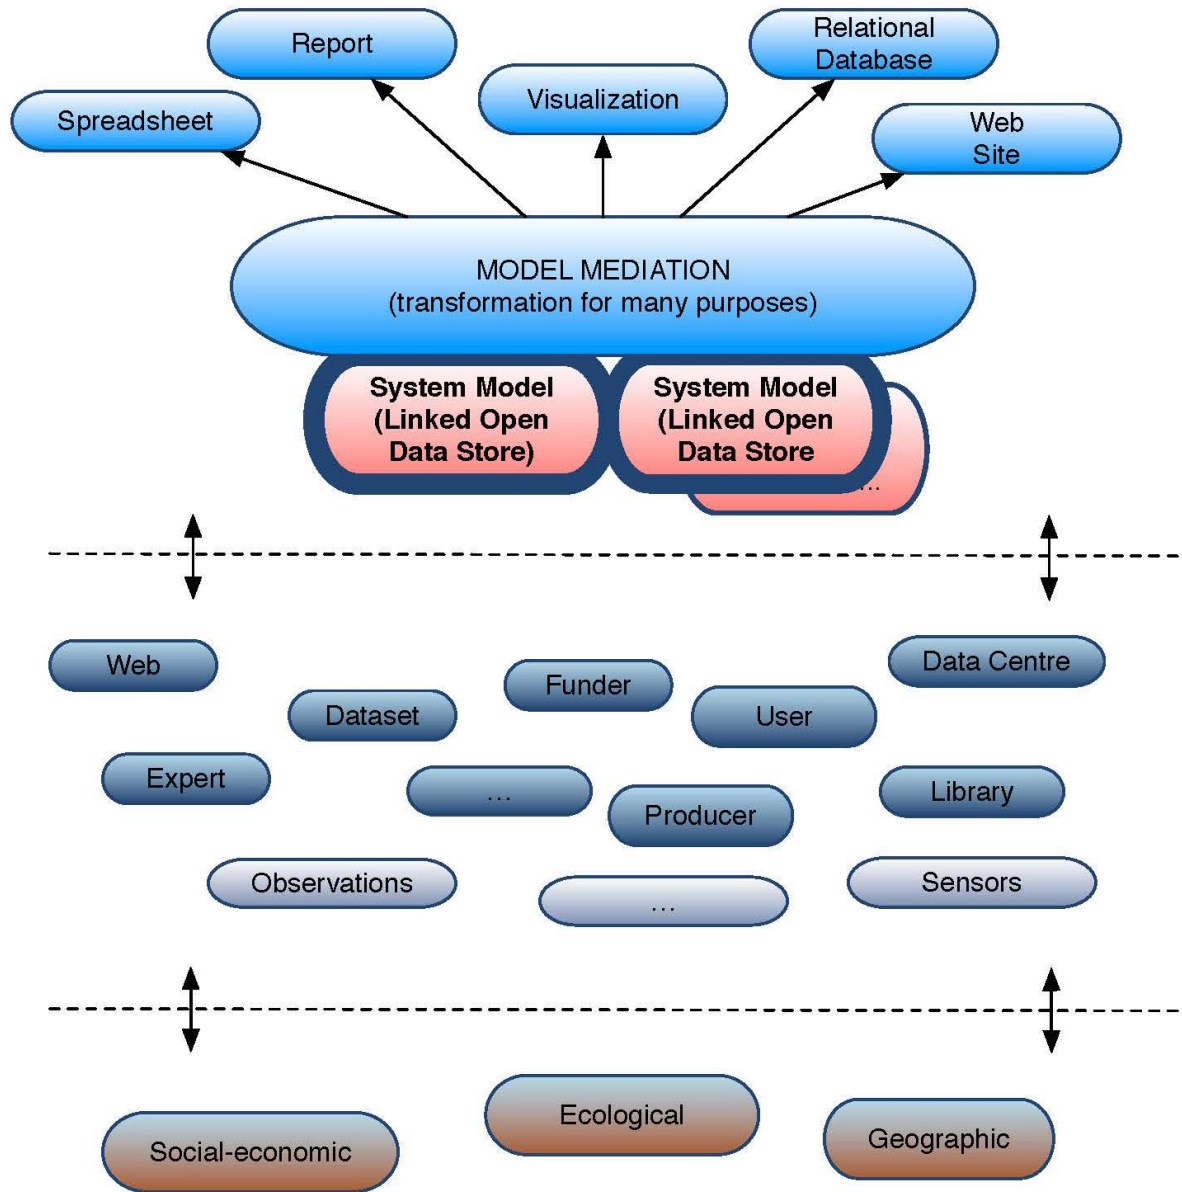 Report
Relational
Database
Visualization
Spreadsheet
Web
Site
MODEL MEDIATION
(transformation for many purposes)
System Model
(Linked Open
Data Store)
System Model
(Linked Open
Data Store
...
Web
Data Centre
Funder
Dataset
User
Expert
...
Library
Producer
Observations
Sensors
...
Ecological
Geographic
Social-economic